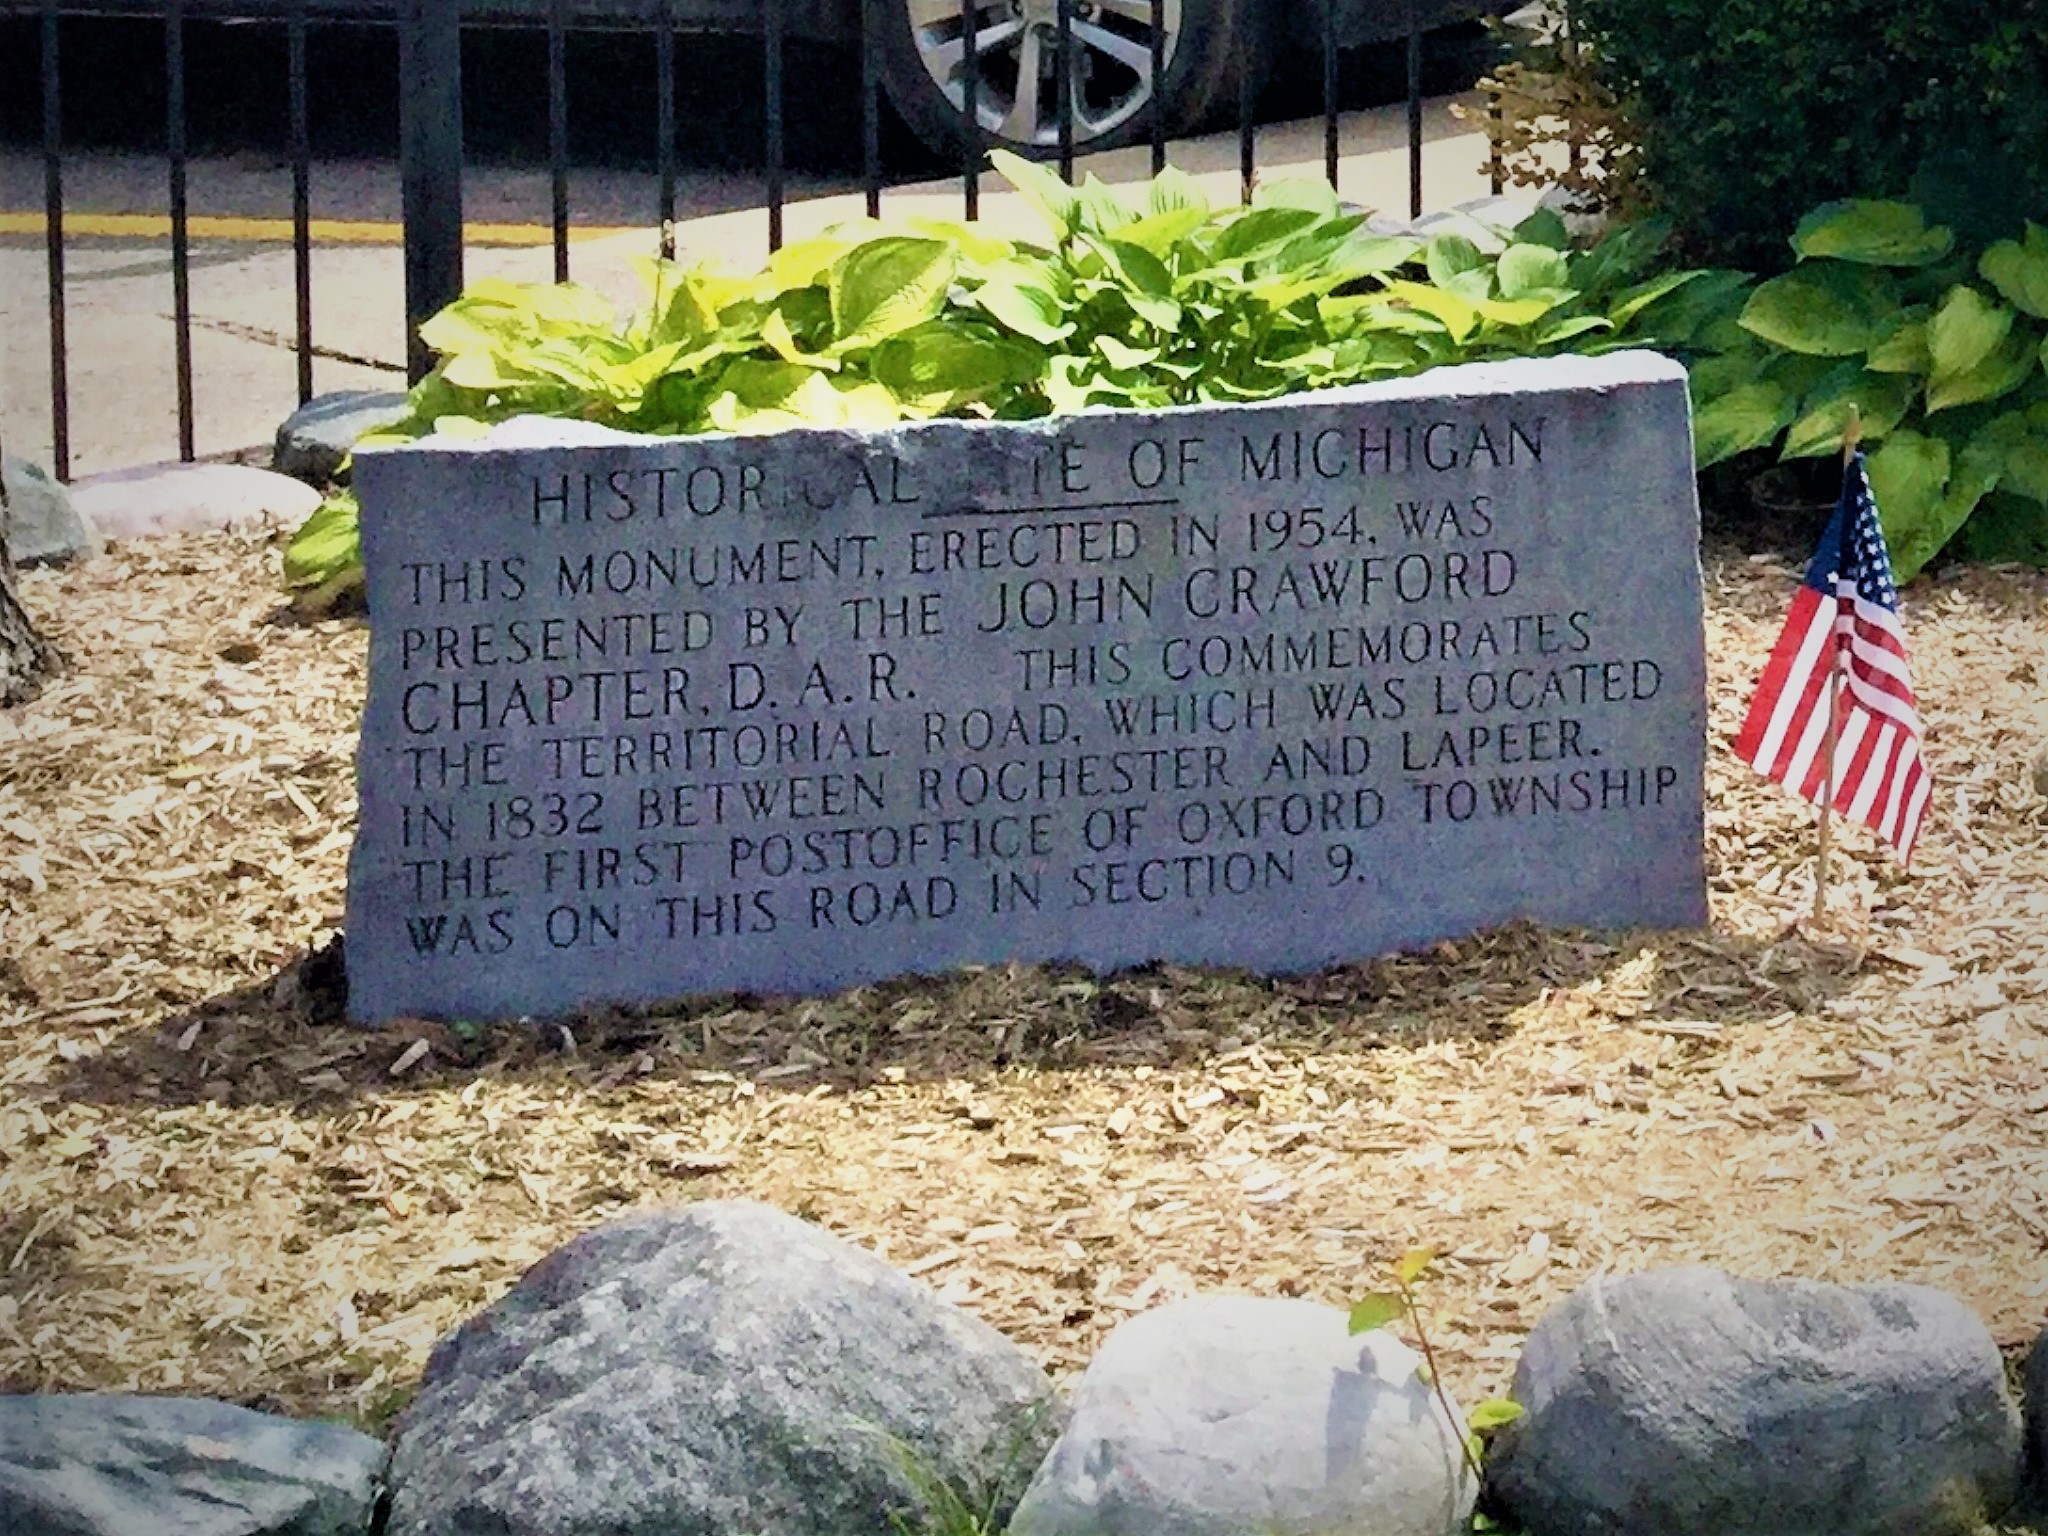 HISTORICAL SITE OF MICHIGAN
THIS MONUMENT, ERECTED IN 1954, WAS
PRESENTED BY THE JOHN CRAWFORD
CHAPTER, D. A. R. THIS COMMEMORATES
THE TERRITORIAL ROAD, WHICH WAS LOCATED
IN 1832 BETWEEN ROCHESTER AND LAPEER.
THE FIRST POSTOFFICE OF OXFORD TOWNSHIP
WAS ON THIS ROAD IN SECTION 9.